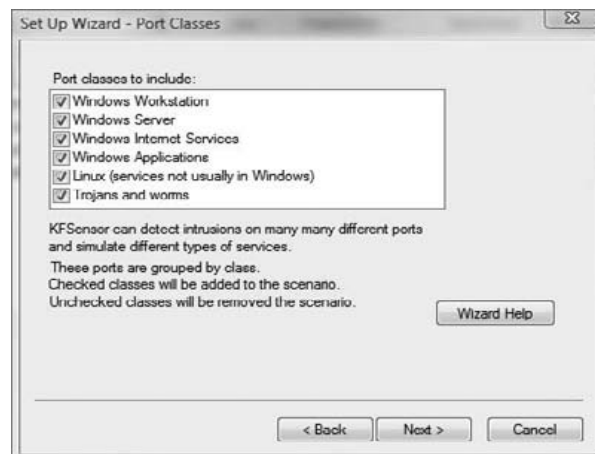 Set Up Wizard - Port Classes
Port classes to include:
Windows Workstation
Windows Server
Windows Internet Services
Windows Applications
Linux (services not usually in Windows)
Trojans and worms
KFSensor can detect intrusions on many many different ports
and simulate different types of services.
These ports are grouped by class.
Checked classes will be added to the scenario.
Unchecked classes will be removed the scenario.
Wizard Help
< Back
Next >
Cancel